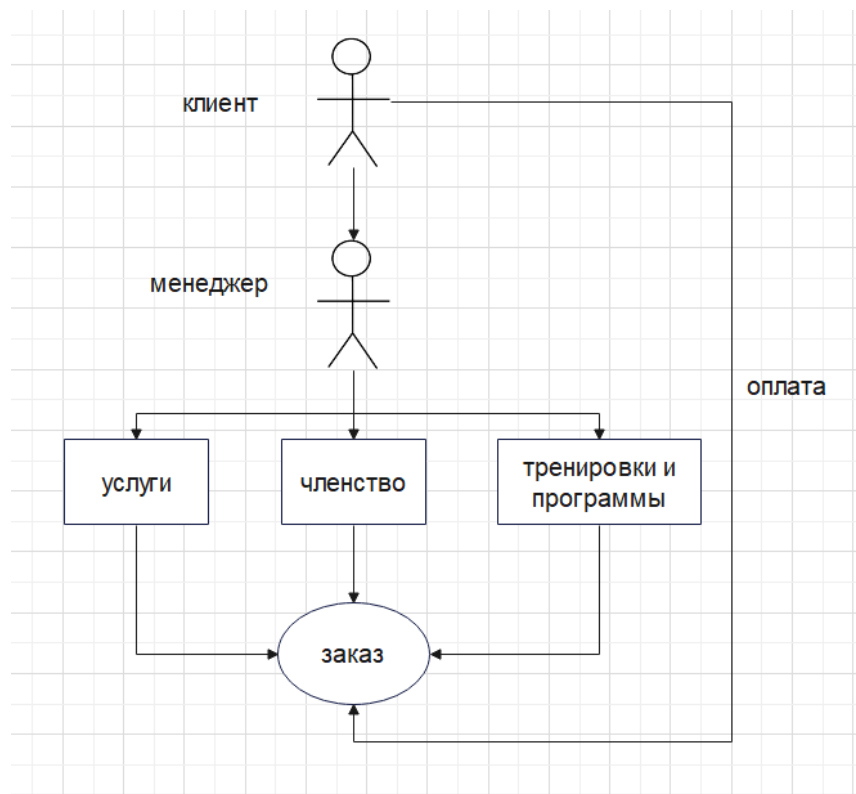 клиент
менеджер
оплата
услуги
членство
тренировки и
программы
заказ